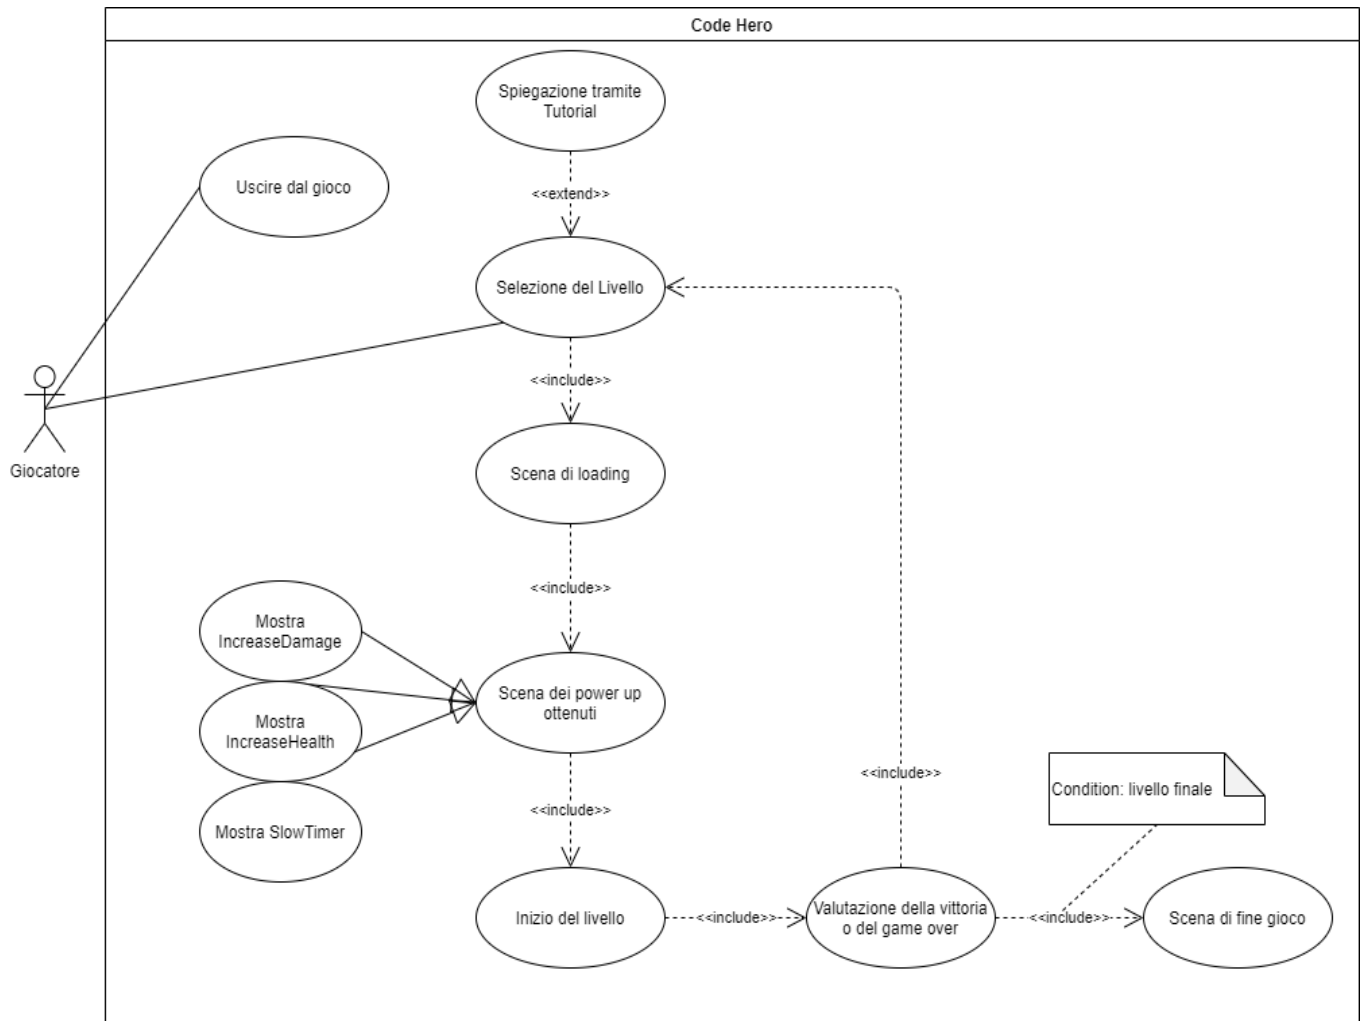 Code Hero
Spiegazione tramite
Tutorial
Uscire dal gioco
<<extend>>
Selezione del Livello
<<include>>
Giocatore
Scena di loading
<<include>>
Mostra
IncreaseDamage
Scena dei power up
ottenuti
Mostra
IncreaseHealth
<<include>>
Condition: livello finale
<<include>>
Mostra SlowTimer
Inizio del livello
<<include>>
Valutazione della vittoria
o del game over
<<include>>
Scena di fine gioco